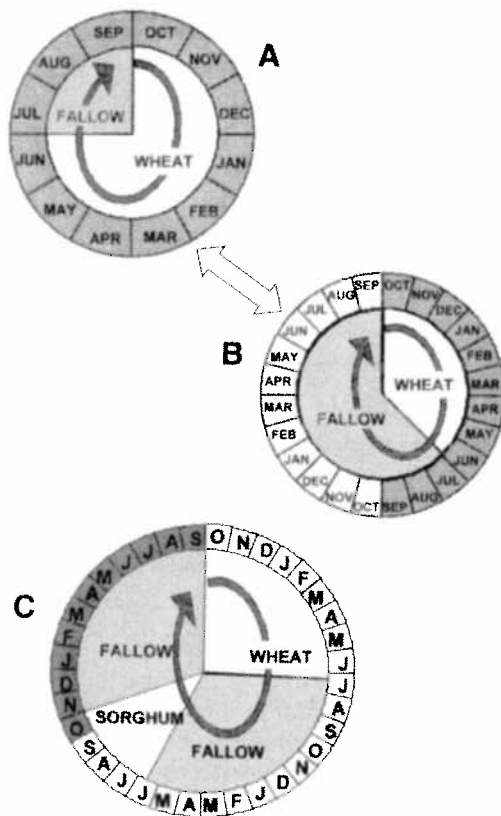 A
OCT
NOV
DEC
JAN
FEB
MAR
APR
MAY
JUN
JUL
AUG
SEP
FALLOW
WHEAT
B
OCT
NOV
DEC
JAN
FEB
MAR
APR
MAY
JUN
JUL
AUG
SEP
OCT
NOV
DEC
JAN
FEB
MAR
APR
MAY
JUN
JUL
AUG
SEP
WHEAT
FALLOW
C
O N D J F M A M J J A S O N D J F M A M J J A S O N D J F M A M J J A S
WHEAT
FALLOW
SORGHUM
FALLOW